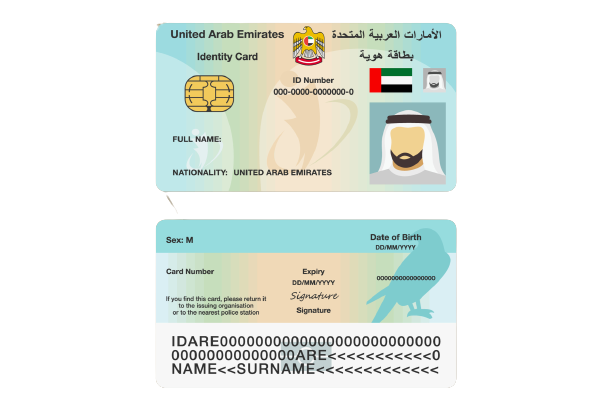 United Arab Emirates الأمارات العربية المتحدة
Identity Card بطاقة هوية
ID Number
000-0000-0000000-0
FULL NAME:
NATIONALITY: UNITED ARAB EMIRATES
Sex: M
Date of Birth
DD/MM/YYYY
Card Number
Expiry
DD/MM/YYYY
0000000000000000
Signature
Signature
If you find this card, please return it
to the issuing organisation
or to the nearest police station
IDARE0000000000000000000000000
00000000000000ARE<<<<<<<<<<<0
NAME<<SURNAME<<<<<<<<<<<<<